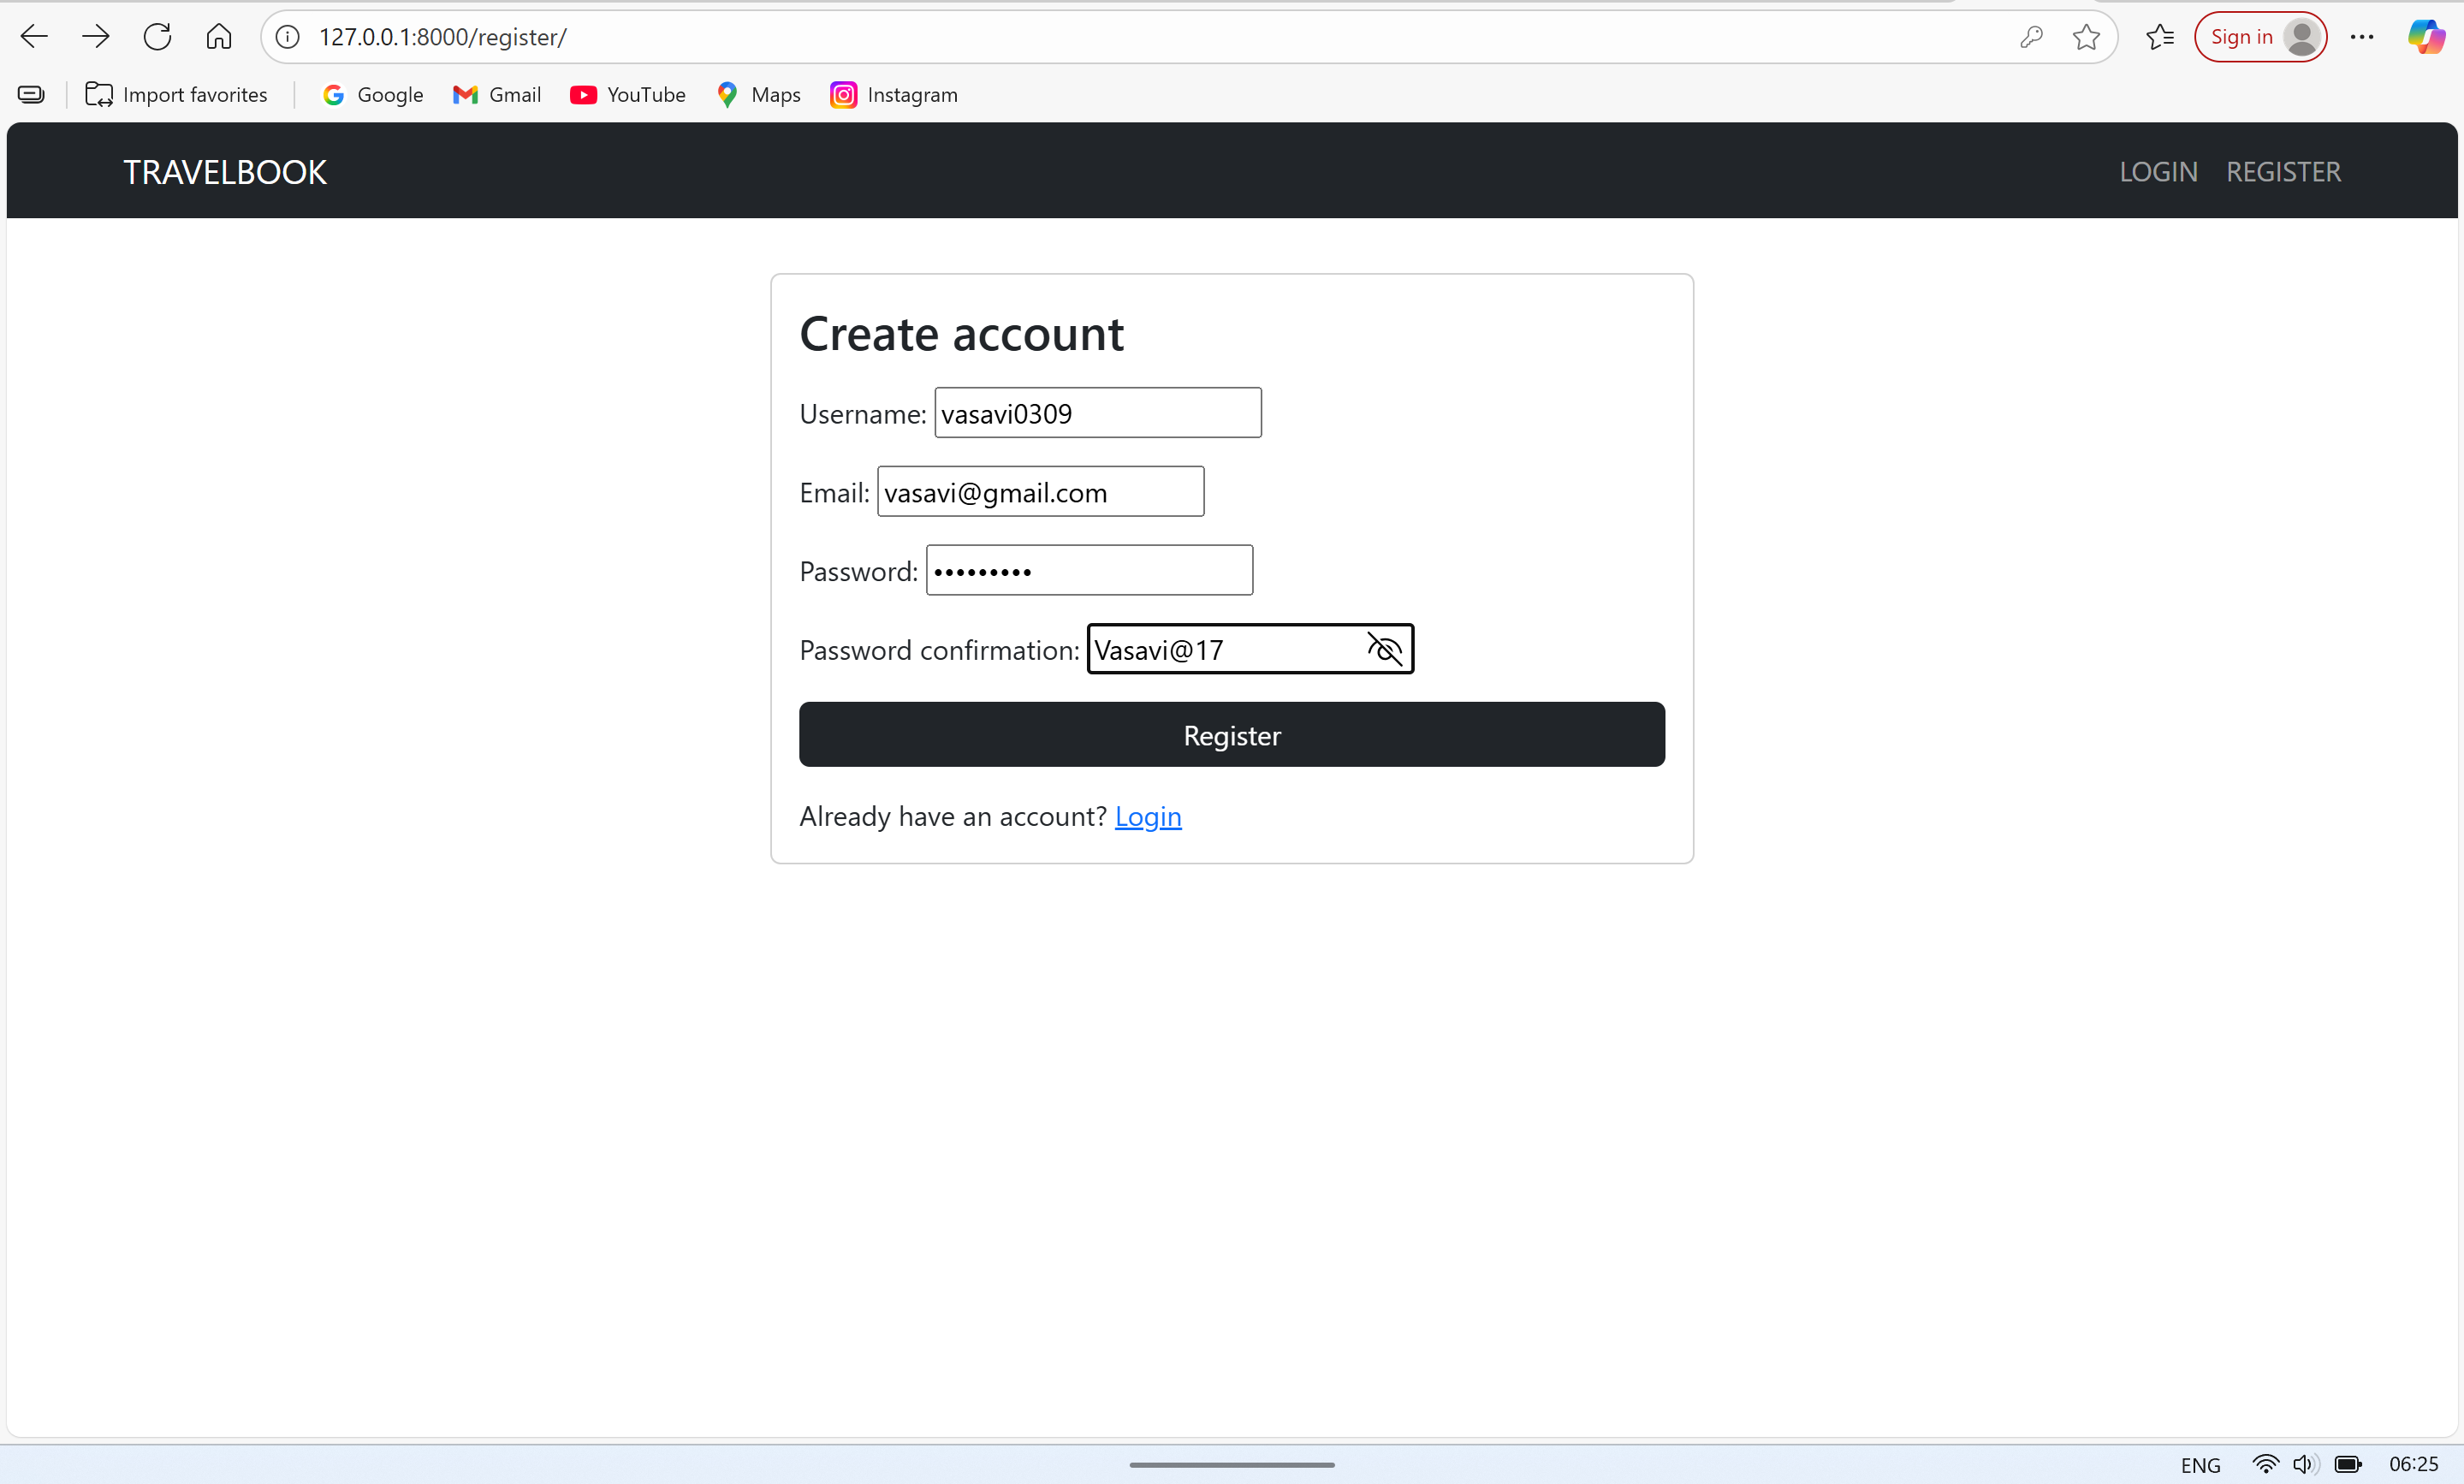 127.0.0.1:8000/register/
Sign in
Import favorites
Google
Gmail
YouTube
Maps
Instagram
TRAVELBOOK
LOGIN REGISTER
Create account
Username: vasavi0309
Email: vasavi@gmail.com
Password: •••••••••
Password confirmation: Vasavi@17
Register
Already have an account? Login
ENG
06:25